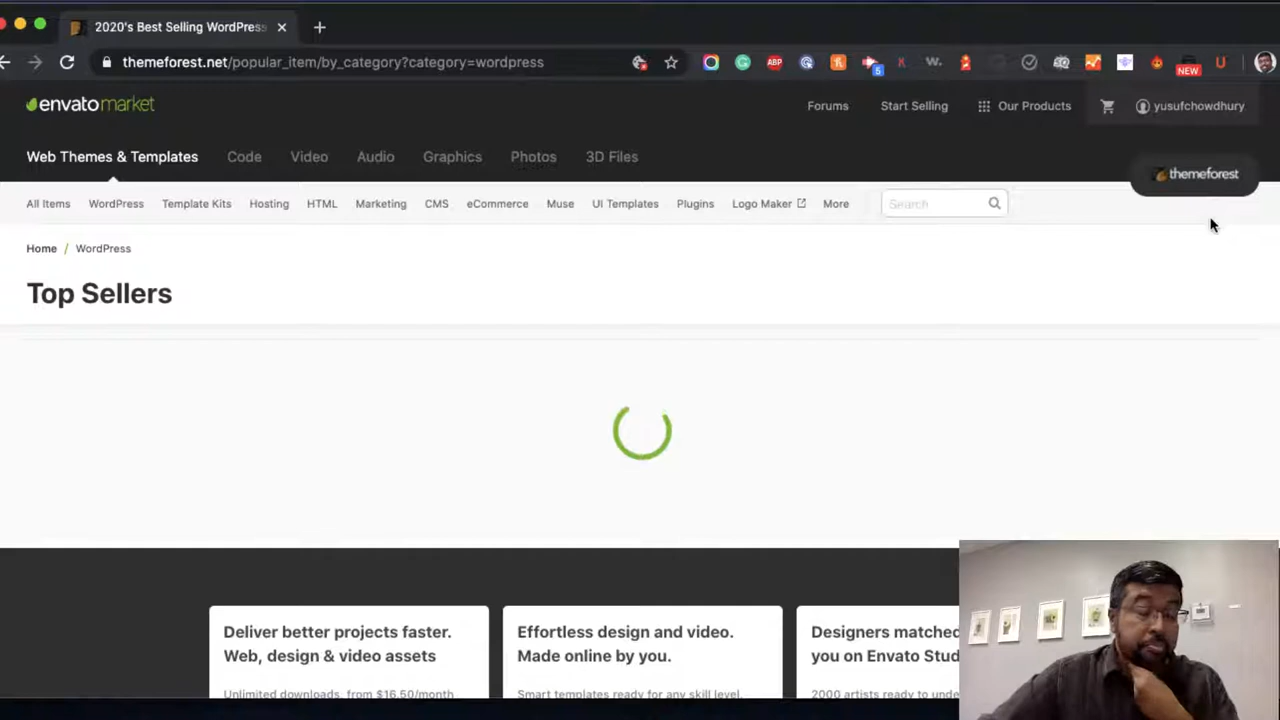 2020's Best Selling WordPress
themeforest.net/popular_item/by_category?category=wordpress
ABP
5
W.
NEW
envatomarket
Forums
Start Selling
Our Products
yusufchowdhury
Web Themes & Templates
Code
Video
Audio
Graphics
Photos
3D Files
themeforest
All Items
WordPress
Template Kits
Hosting
HTML
Marketing
CMS
eCommerce
Muse
UI Templates
Plugins
Logo Maker
More
Search
Home / WordPress
Top Sellers
Deliver better projects faster.
Web, design & video assets
Unlimited downloads, from $16.50/month
Effortless design and video.
Made online by you.
Smart templates ready for any skill level.
Designers matched
you on Envato Stud
2000 artists ready to unde